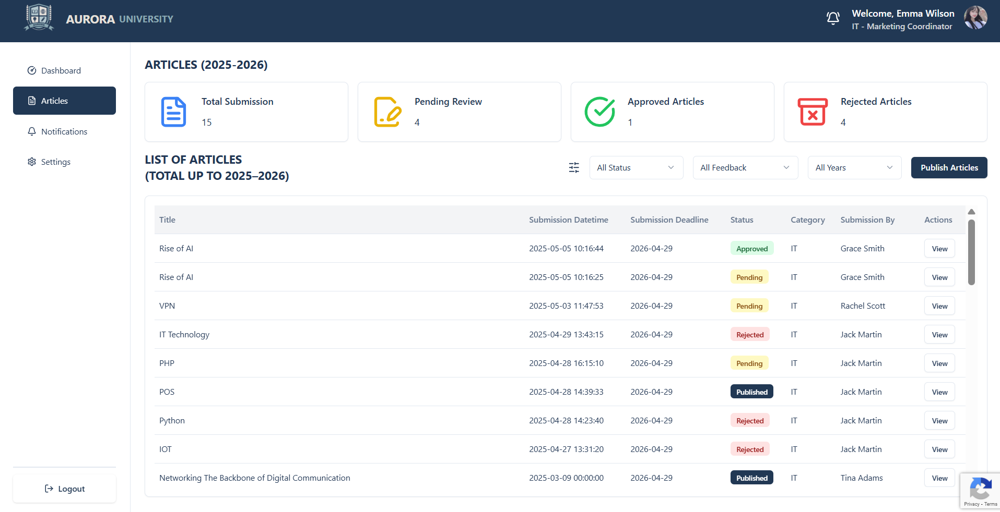 AURORA UNIVERSITY
Welcome, Emma Wilson
IT - Marketing Coordinator
Dashboard
Articles
Notifications
Settings
Logout
ARTICLES (2025-2026)
Total Submission
15
Pending Review
4
Approved Articles
1
Rejected Articles
4
LIST OF ARTICLES
(TOTAL UP TO 2025–2026)
All Status
All Feedback
All Years
Publish Articles
Title Submission Datetime Submission Deadline Status Category Submission By Actions
Rise of AI 2025-05-05 10:16:44 2026-04-29 Approved IT Grace Smith View
Rise of AI 2025-05-05 10:16:25 2026-04-29 Pending IT Grace Smith View
VPN 2025-05-03 11:47:53 2026-04-29 Pending IT Rachel Scott View
IT Technology 2025-04-29 13:43:15 2026-04-29 Rejected IT Jack Martin View
PHP 2025-04-28 16:15:10 2026-04-29 Pending IT Jack Martin View
POS 2025-04-28 14:39:33 2026-04-29 Published IT Jack Martin View
Python 2025-04-28 14:23:40 2026-04-29 Rejected IT Jack Martin View
IOT 2025-04-27 13:31:20 2026-04-29 Rejected IT Jack Martin View
Networking The Backbone of Digital Communication 2025-03-09 00:00:00 2026-04-29 Published IT Tina Adams View
Privacy - Terms